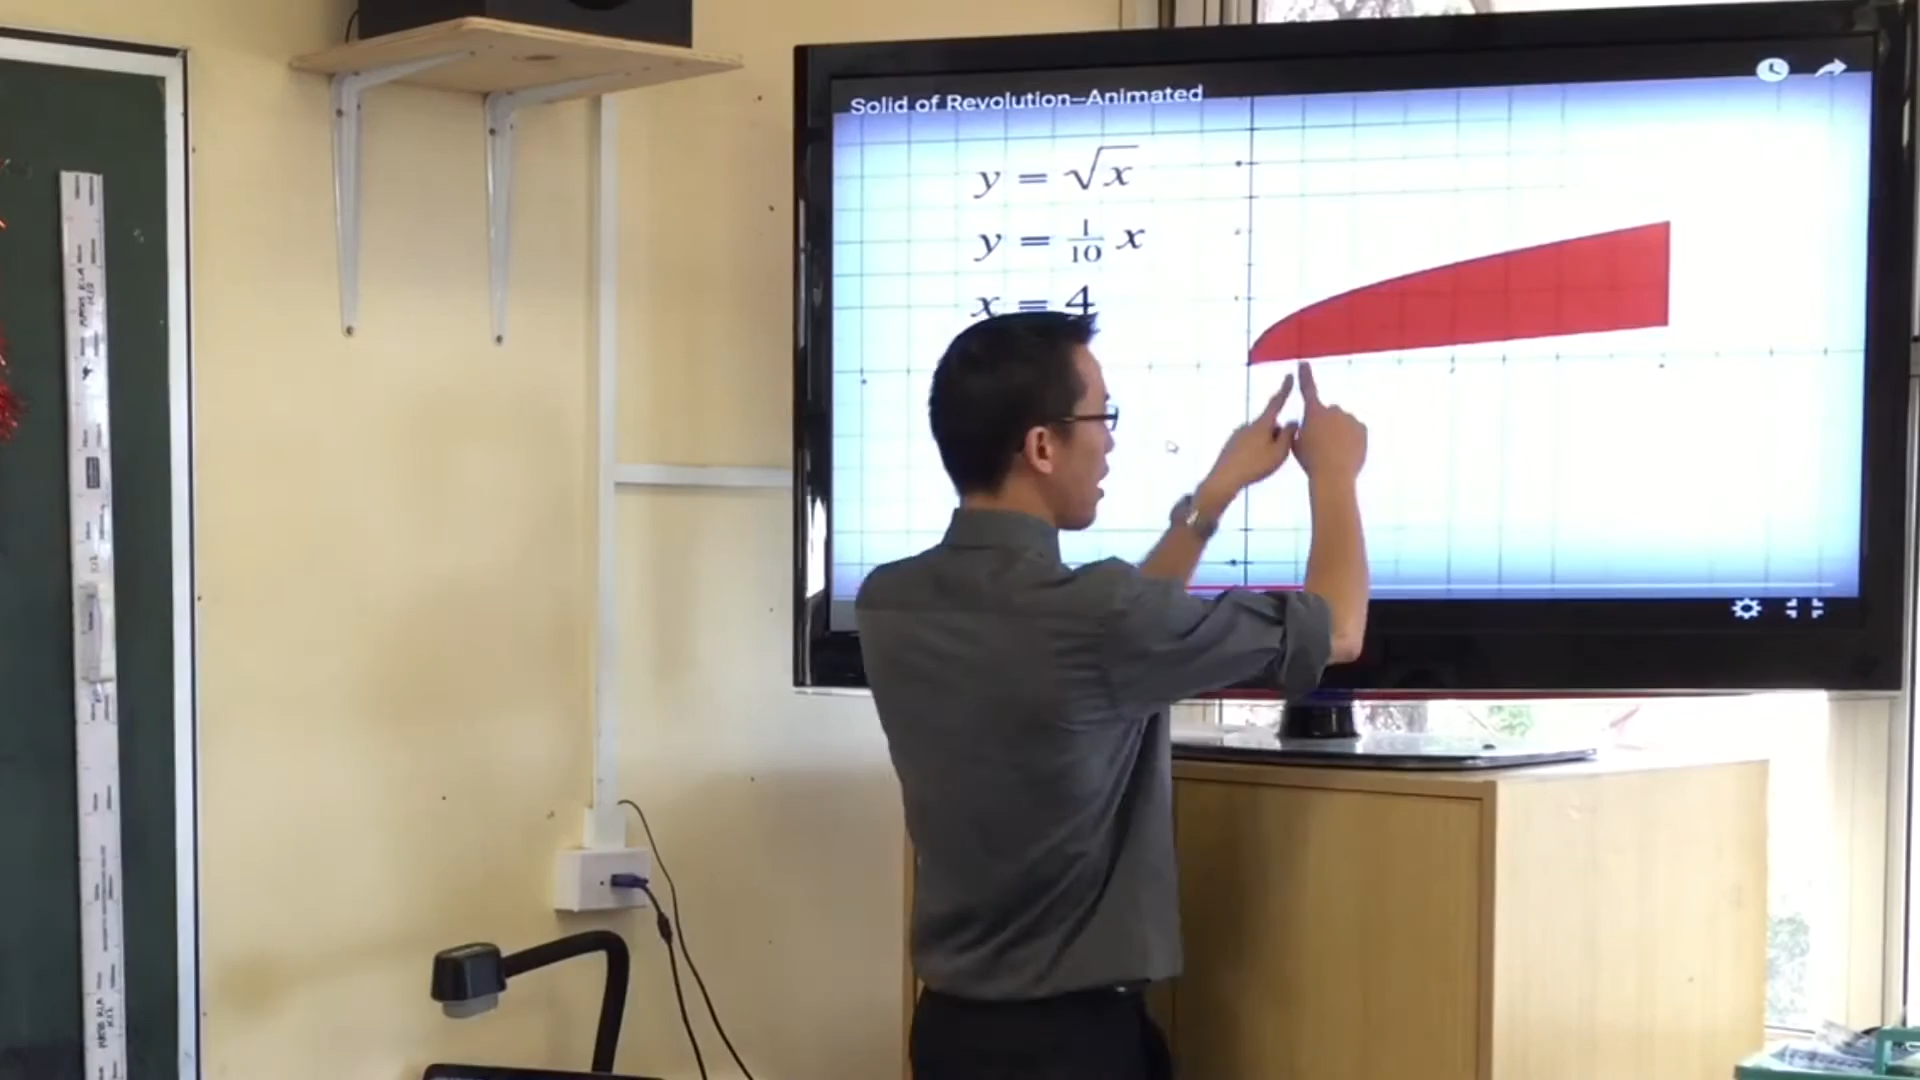 Solid of Revolution–Animated
y = √x
y = 1/10 x
x = 4